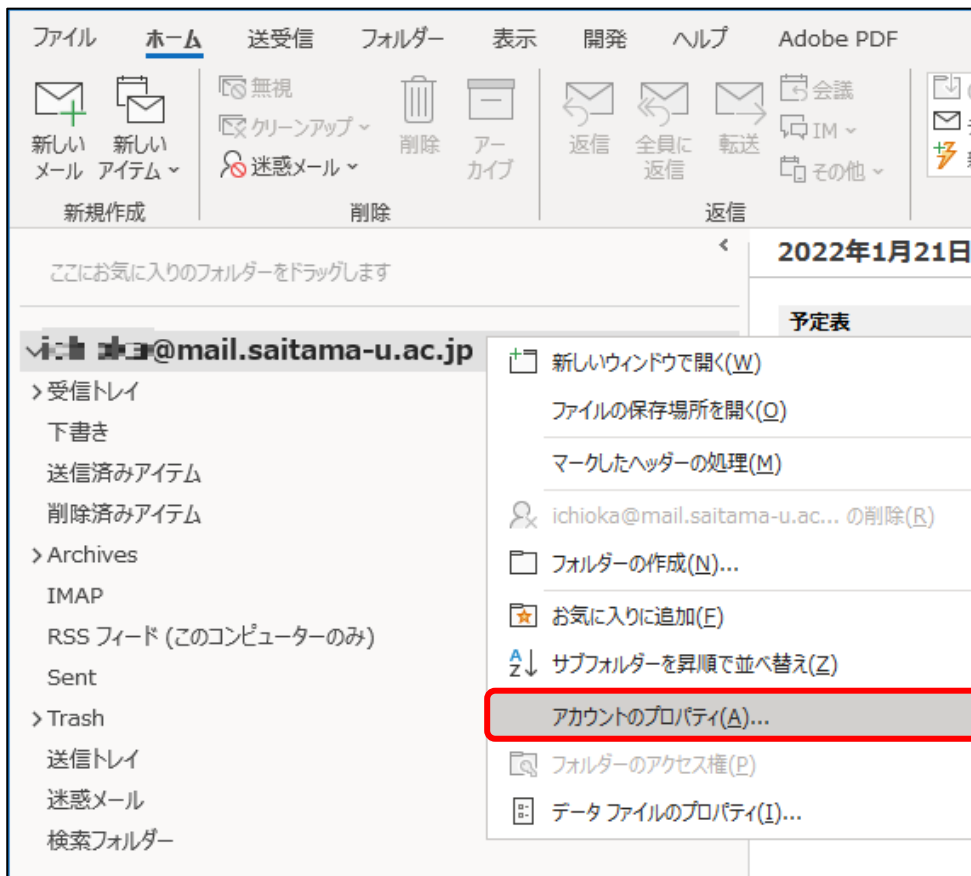 ファイル ホーム 送受信 フォルダー 表示 開発 ヘルプ Adobe PDF
新しい
メール
新しい
アイテム
無視
クリーンアップ
迷惑メール
削除
アー
カイブ
返信
全員に
返信
転送
会議
IM
その他
新規作成 削除 返信
ここにお気に入りのフォルダーをドラッグします
2022年1月21日
予定表
@mail.saitama-u.ac.jp
受信トレイ
下書き
送信済みアイテム
削除済みアイテム
Archives
IMAP
RSS フィード (このコンピューターのみ)
Sent
Trash
送信トレイ
迷惑メール
検索フォルダー
新しいウィンドウで開く(W)
ファイルの保存場所を開く(O)
マークしたヘッダーの処理(M)
ichioka@mail.saitama-u.ac... の削除(R)
フォルダーの作成(N)...
お気に入りに追加(F)
サブフォルダーを昇順で並べ替え(Z)
アカウントのプロパティ(A)...
フォルダーのアクセス権(P)
データ ファイルのプロパティ(I)...